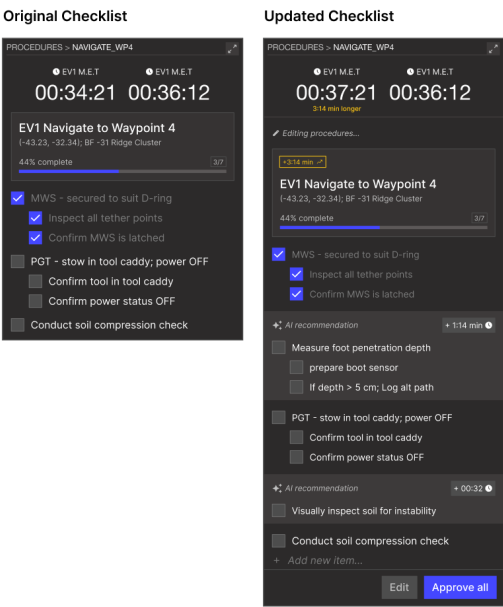 Original Checklist
PROCEDURES > NAVIGATE_WP4
EV1 M.E.T
EV1 M.E.T
00:34:21
00:36:12
EV1 Navigate to Waypoint 4
(-43.23, -32.34); BF -31 Ridge Cluster
44% complete
3/7
MWS - secured to suit D-ring
Inspect all tether points
Confirm MWS is latched
PGT - stow in tool caddy; power OFF
Confirm tool in tool caddy
Confirm power status OFF
Conduct soil compression check
Updated Checklist
PROCEDURES > NAVIGATE_WP4
EV1 M.E.T
EV1 M.E.T
00:37:21
00:36:12
3:14 min longer
Editing procedures...
+3:14 min
EV1 Navigate to Waypoint 4
(-43.23, -32.34); BF -31 Ridge Cluster
44% complete
3/7
MWS - secured to suit D-ring
Inspect all tether points
Confirm MWS is latched
AI recommendation
+ 1:14 min
Measure foot penetration depth
prepare boot sensor
If depth > 5 cm; Log alt path
PGT - stow in tool caddy; power OFF
Confirm tool in tool caddy
Confirm power status OFF
AI recommendation
+ 00:32
Visually inspect soil for instability
Conduct soil compression check
+ Add new item...
Edit
Approve all